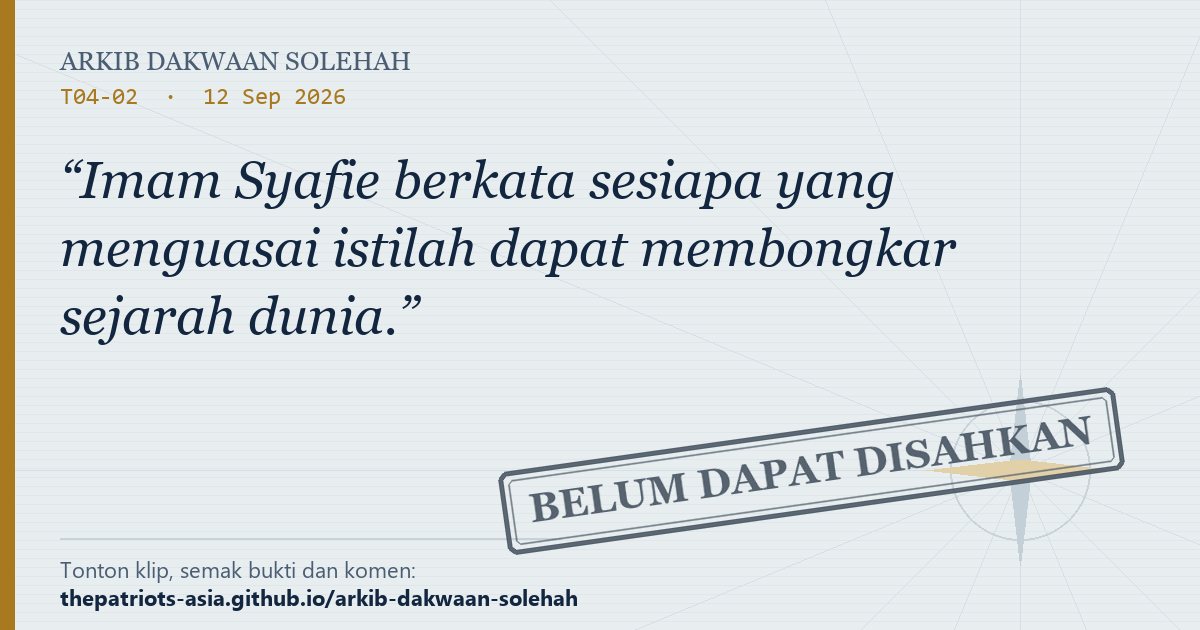 ARKIB DAKWAAN SOLEHAH
T04-02 · 12 Sep 2026
“Imam Syafie berkata sesiapa yang
menguasai istilah dapat membongkar
sejarah dunia.”
BELUM DAPAT DISAHKAN
Tonton klip, semak bukti dan komen:
thepatriots-asia.github.io/arkib-dakwaan-solehah